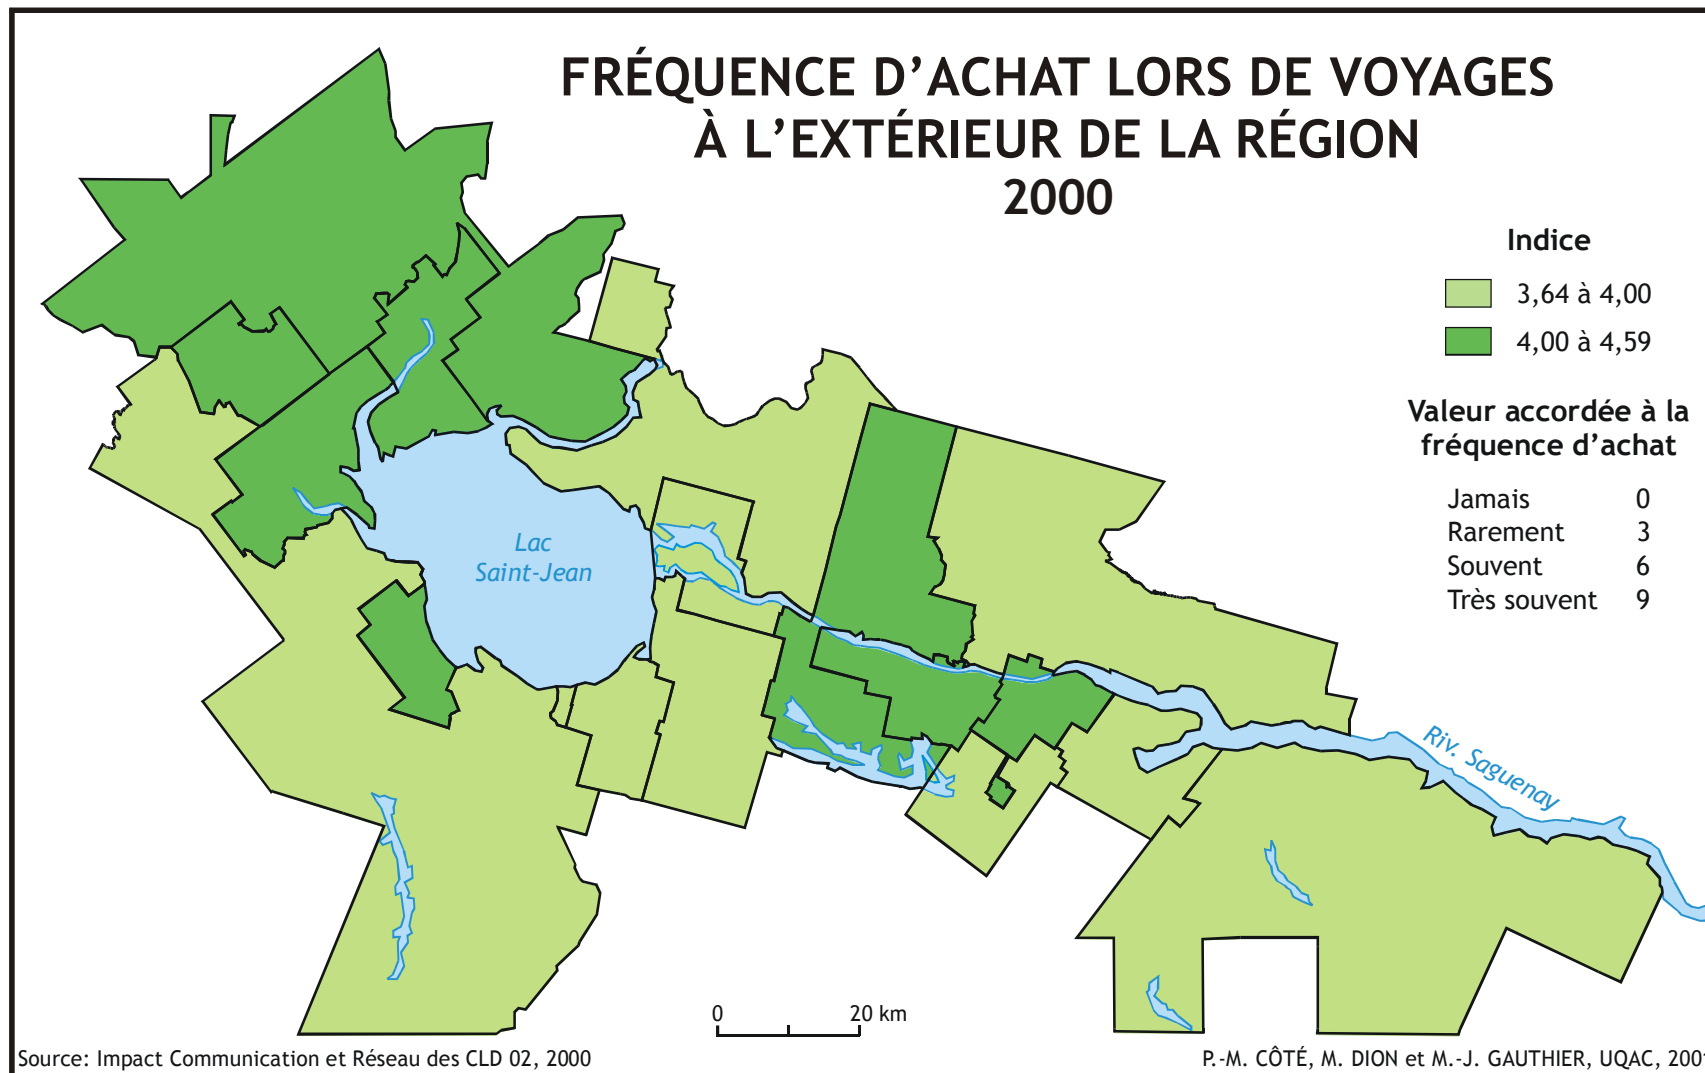 FRÉQUENCE D'ACHAT LORS DE VOYAGES
À L'EXTÉRIEUR DE LA RÉGION
2000
Indice
3,64 à 4,00
4,00 à 4,59
Valeur accordée à la
fréquence d'achat
Jamais 0
Rarement 3
Souvent 6
Très souvent 9
Lac
Saint-Jean
Riv. Saguenay
0 20 km
Source: Impact Communication et Réseau des CLD 02, 2000
P.-M. CÔTÉ, M. DION et M.-J. GAUTHIER, UQAC, 2001